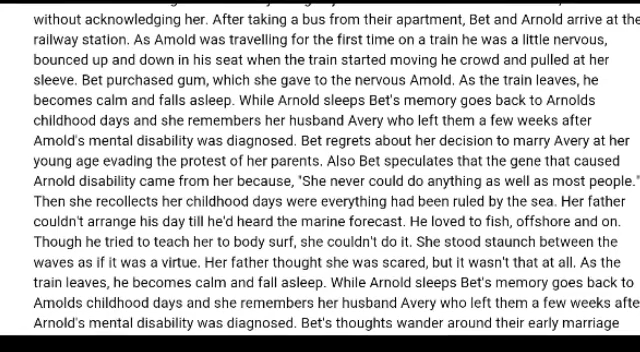 without acknowledging her. After taking a bus from their apartment, Bet and Arnold arrive at the
railway station. As Amold was travelling for the first time on a train he was a little nervous,
bounced up and down in his seat when the train started moving he crowd and pulled at her
sleeve. Bet purchased gum, which she gave to the nervous Amold. As the train leaves, he
becomes calm and falls asleep. While Arnold sleeps Bet's memory goes back to Arnolds
childhood days and she remembers her husband Avery who left them a few weeks after
Amold's mental disability was diagnosed. Bet regrets about her decision to marry Avery at her
young age evading the protest of her parents. Also Bet speculates that the gene that caused
Arnold disability came from her because, "She never could do anything as well as most people."
Then she recollects her childhood days were everything had been ruled by the sea. Her father
couldn't arrange his day till he'd heard the marine forecast. He loved to fish, offshore and on.
Though he tried to teach her to body surf, she couldn't do it. She stood staunch between the
waves as if it was a virtue. Her father thought she was scared, but it wasn't that at all. As the
train leaves, he becomes calm and fall asleep. While Arnold sleeps Bet's memory goes back to
Amolds childhood days and she remembers her husband Avery who left them a few weeks afte
Arnold's mental disability was diagnosed. Bet's thoughts wander around their early marriage